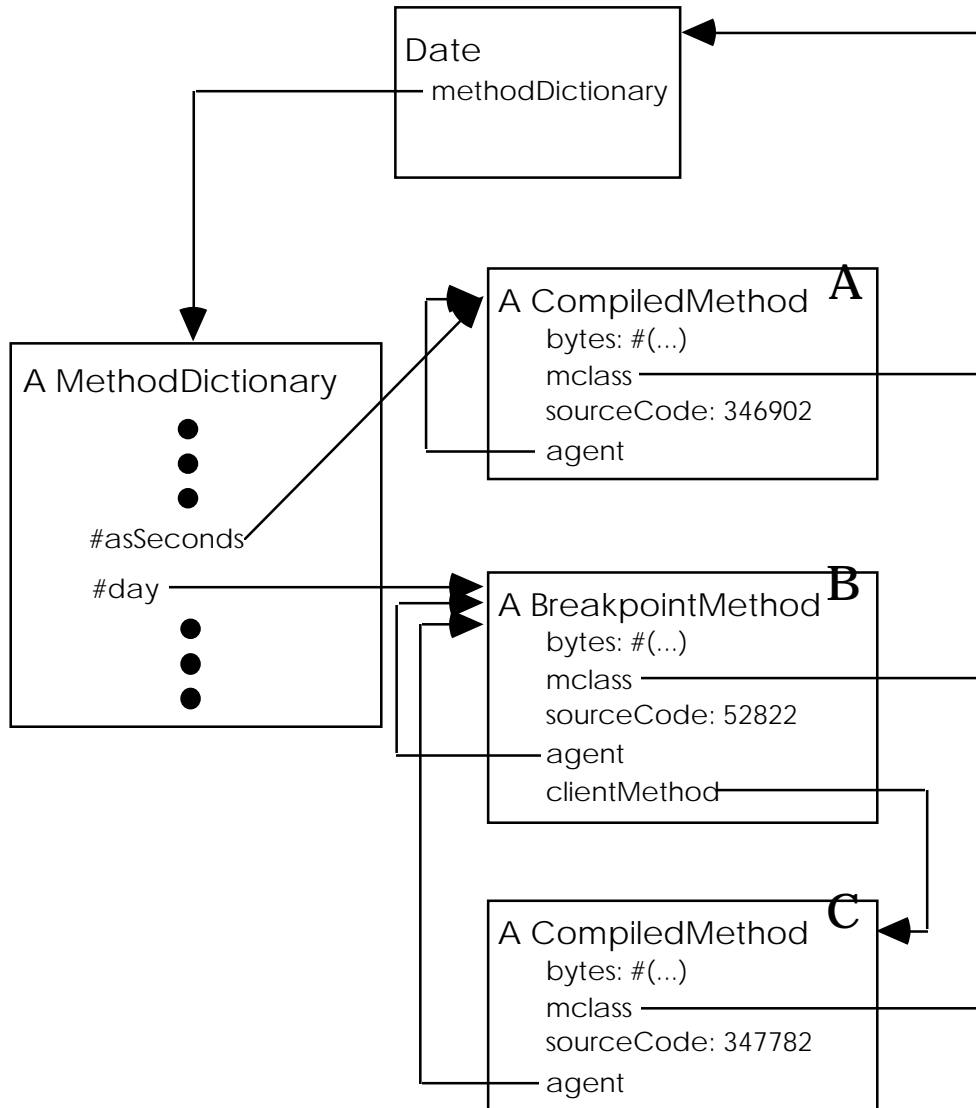 Date
methodDictionary
A CompiledMethod A
bytes: #(...)
mclass
sourceCode: 346902
agent
A MethodDictionary
#asSeconds
#day
A BreakpointMethod B
bytes: #(...)
mclass
sourceCode: 52822
agent
clientMethod
A CompiledMethod C
bytes: #(...)
mclass
sourceCode: 347782
agent